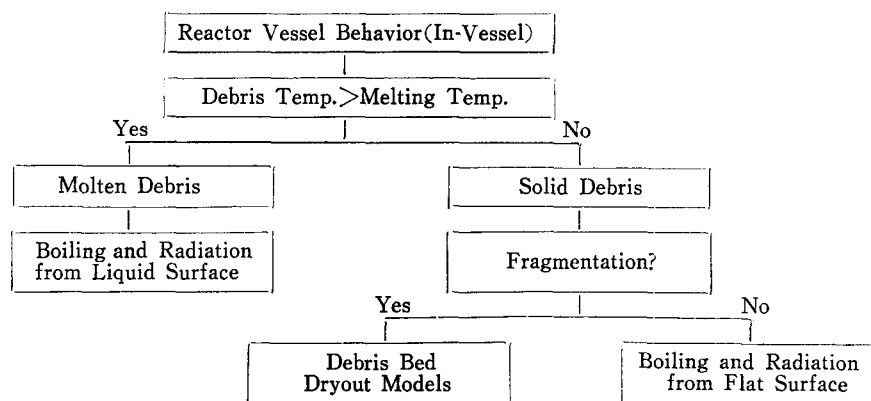 Reactor Vessel Behavior(In-Vessel)
Debris Temp.>Melting Temp.
Yes
No
Molten Debris
Solid Debris
Boiling and Radiation
from Liquid Surface
Fragmentation?
Yes
No
Debris Bed
Dryout Models
Boiling and Radiation
from Flat Surface